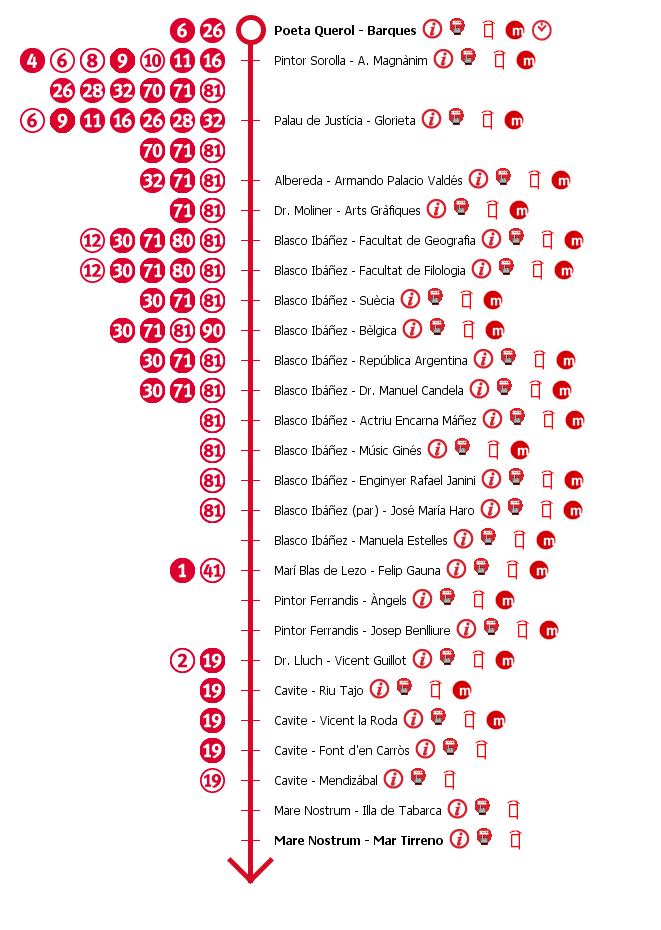 6 26 Poeta Querol - Barques i m
4 6 8 9 10 11 16 Pintor Sorolla - A. Magnànim i m
26 28 32 70 71 81
6 9 11 16 26 28 32 Palau de Justícia - Glorieta i m
70 71 81
32 71 81 Albereda - Armando Palacio Valdés i m
71 81 Dr. Moliner - Arts Gràfiques i m
12 30 71 80 81 Blasco Ibáñez - Facultat de Geografia i m
12 30 71 80 81 Blasco Ibáñez - Facultat de Filologia i m
30 71 81 Blasco Ibáñez - Suècia i m
30 71 81 90 Blasco Ibáñez - Bèlgica i m
30 71 81 Blasco Ibáñez - República Argentina i m
30 71 81 Blasco Ibáñez - Dr. Manuel Candela i m
81 Blasco Ibáñez - Actriu Encarna Máñez i m
81 Blasco Ibáñez - Músic Ginés i m
81 Blasco Ibáñez - Enginyer Rafael Janini i m
81 Blasco Ibáñez (par) - José María Haro i m
Blasco Ibáñez - Manuela Estelles i m
1 41 Marí Blas de Lezo - Felip Gauna i m
Pintor Ferrandis - Àngels i m
Pintor Ferrandis - Josep Benlliure i m
2 19 Dr. Lluch - Vicent Guillot i m
19 Cavite - Riu Tajo i m
19 Cavite - Vicent la Roda i m
19 Cavite - Font d'en Carròs i
19 Cavite - Mendizábal i
Mare Nostrum - Illa de Tabarca i
Mare Nostrum - Mar Tirreno i